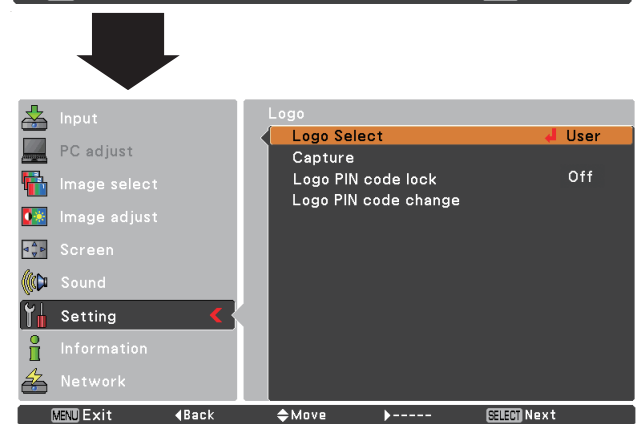 Input
PC adjust
Image select
Image adjust
Screen
Sound
Setting
Information
Network
Logo
Logo Select User
Capture
Logo PIN code lock Off
Logo PIN code change
MENU Exit Back Move ----- SELECT Next